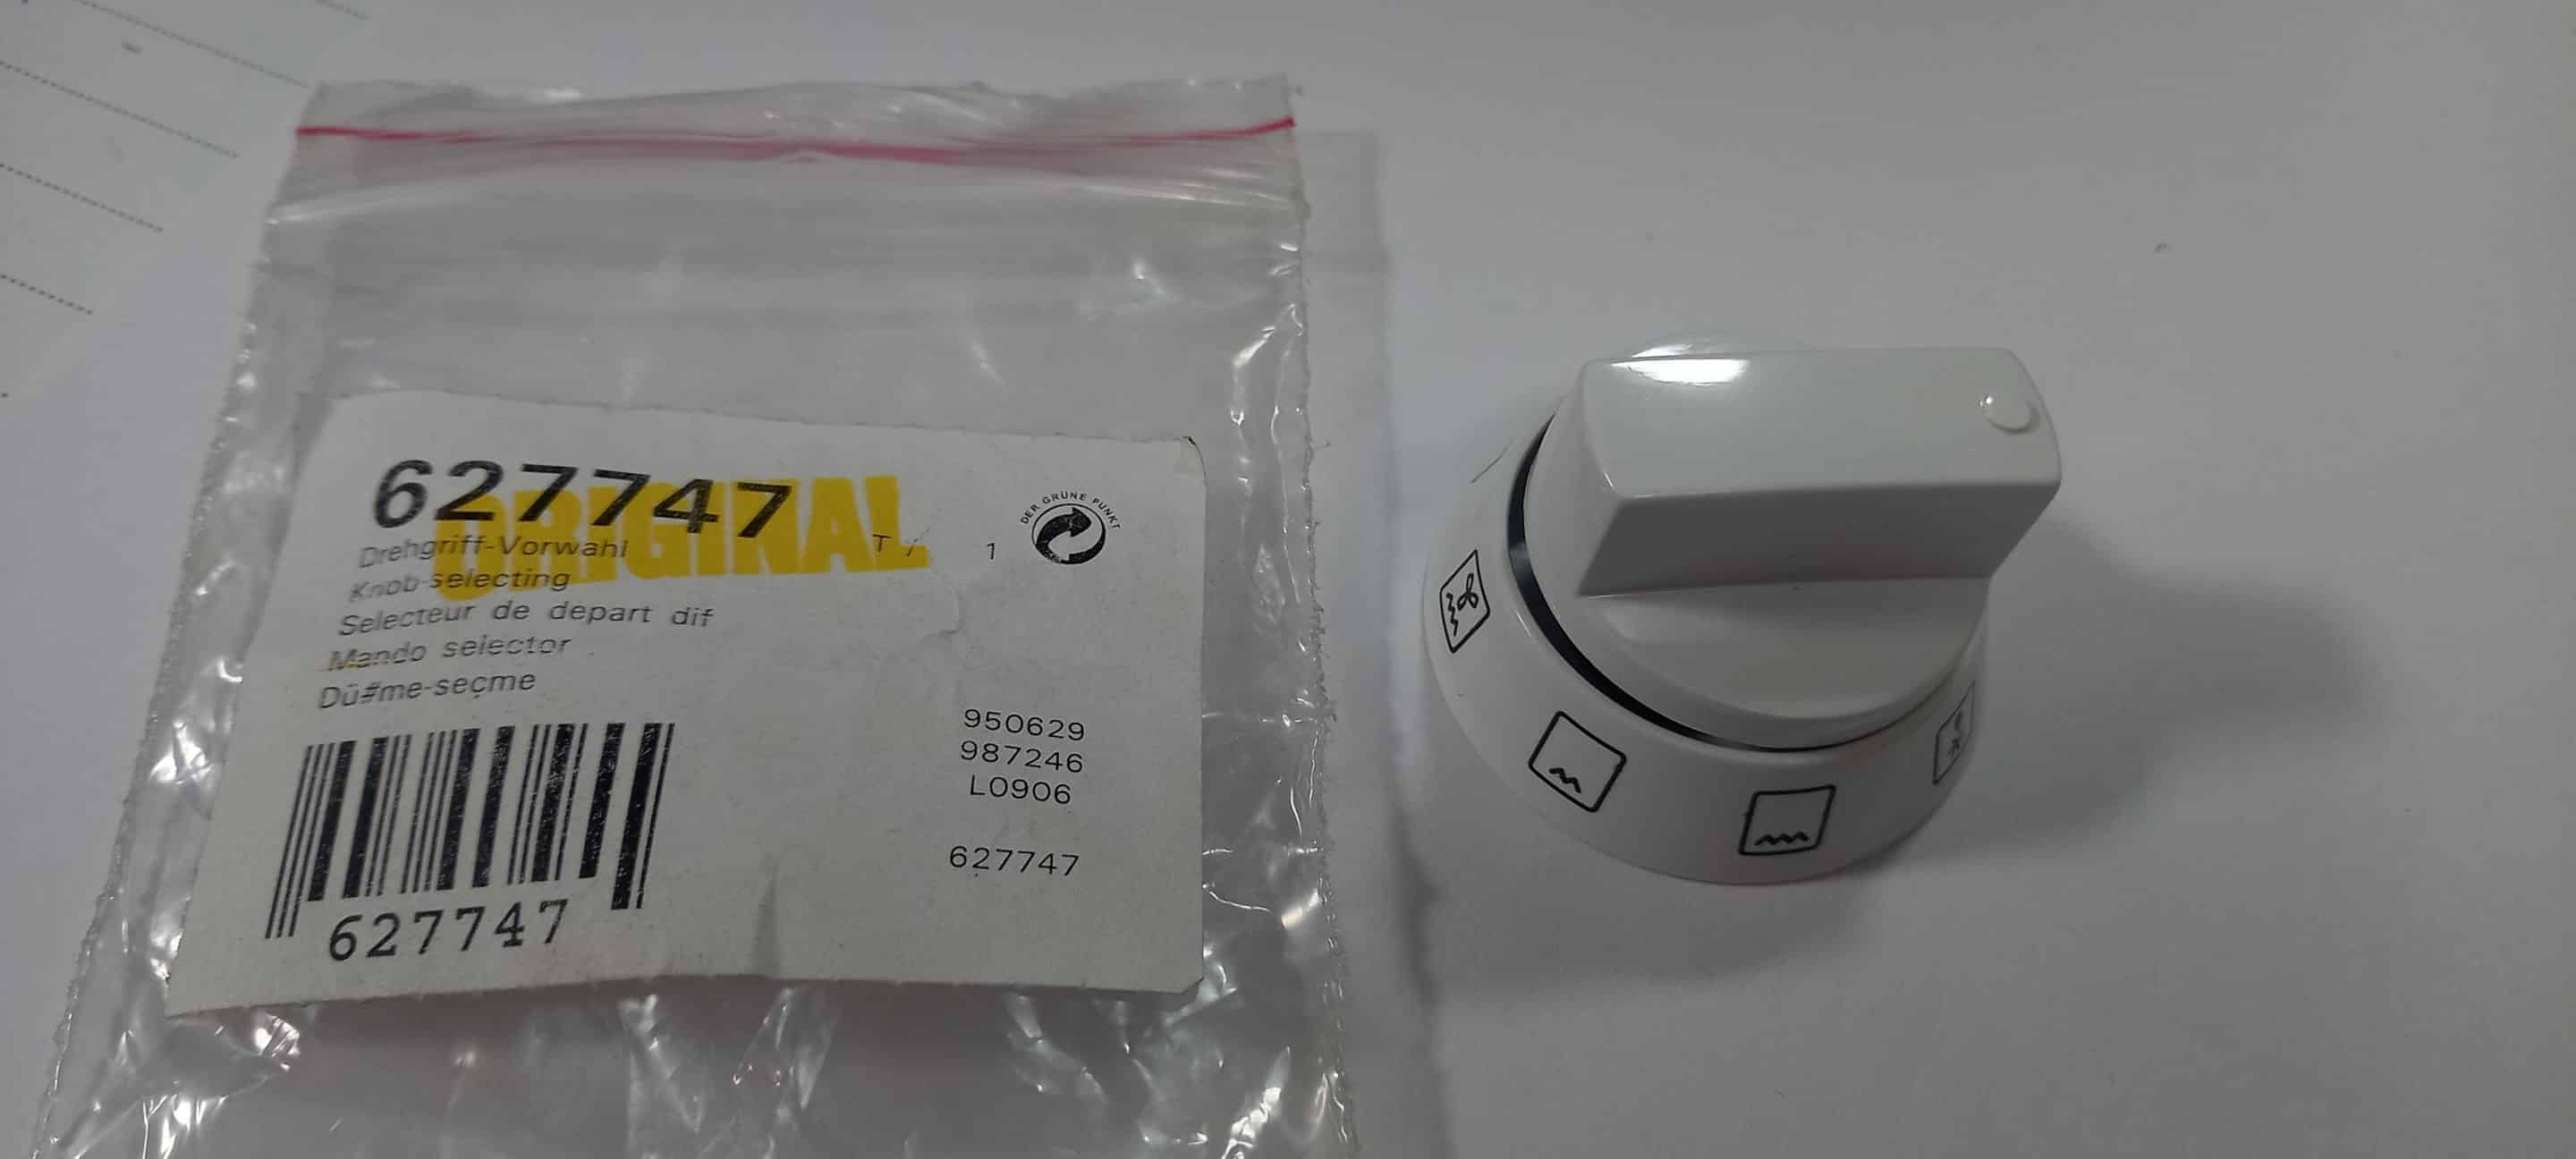 627747
ORIGINAL
Drehgriff-Vorwahl
Knob-selecting
Selecteur de depart dif
Mando selector
Dü#me-seçme
T 1
DER GRÜNE PUNKT
950629
987246
L0906
627747
627747